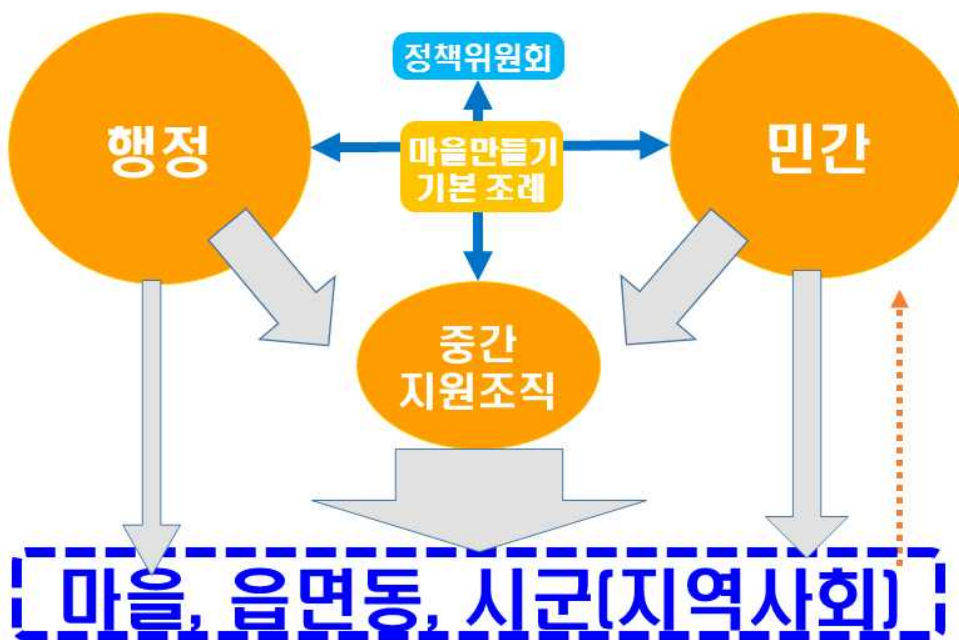 정책위원회
행정
마을만들기
기본 조례
민간
중간
지원조직
마을, 읍면동, 시군(지역사회)